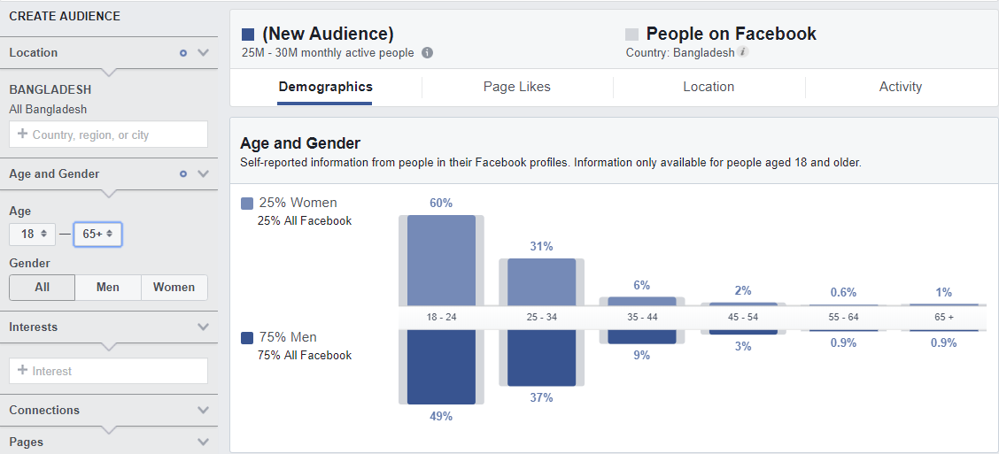 CREATE AUDIENCE
Location
BANGLADESH
All Bangladesh
+ Country, region, or city
Age and Gender
Age
18 — 65+
Gender
All Men Women
Interests
+ Interest
Connections
Pages
(New Audience)
25M - 30M monthly active people i
People on Facebook
Country: Bangladesh i
Demographics Page Likes Location Activity
Age and Gender
Self-reported information from people in their Facebook profiles. Information only available for people aged 18 and older.
25% Women
25% All Facebook
60% 31% 6% 2% 0.6% 1%
18 - 24 25 - 34 35 - 44 45 - 54 55 - 64 65 +
75% Men
75% All Facebook
49% 37% 9% 3% 0.9% 0.9%